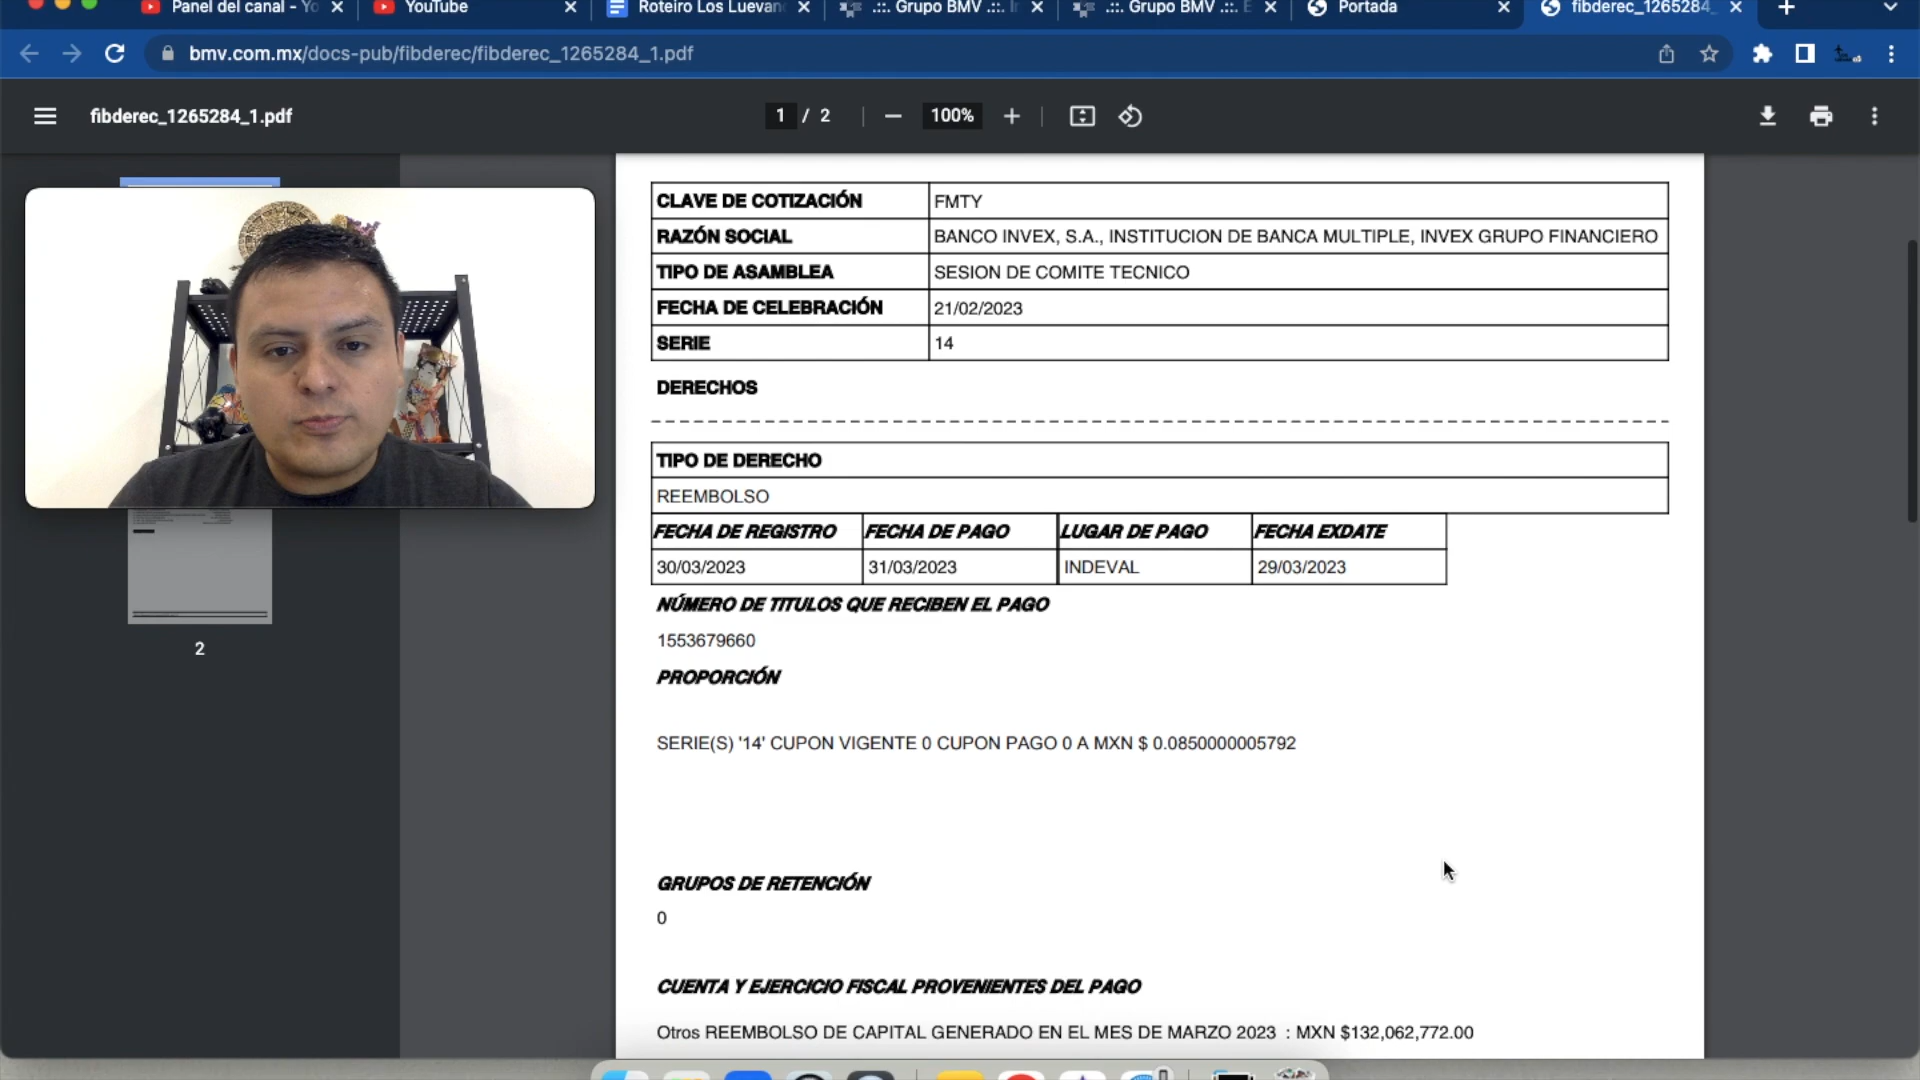 Panel del canal - Yo
YouTube
Roteiro Los Luevan
.::. Grupo BMV .::. I
.::. Grupo BMV .::. E
Portada
fibderec_1265284_
bmv.com.mx/docs-pub/fibderec/fibderec_1265284_1.pdf
fibderec_1265284_1.pdf
1 / 2
100%
CLAVE DE COTIZACIÓN FMTY
RAZÓN SOCIAL BANCO INVEX, S.A., INSTITUCION DE BANCA MULTIPLE, INVEX GRUPO FINANCIERO
TIPO DE ASAMBLEA SESION DE COMITE TECNICO
FECHA DE CELEBRACIÓN 21/02/2023
SERIE 14
DERECHOS
TIPO DE DERECHO
REEMBOLSO
FECHA DE REGISTRO FECHA DE PAGO LUGAR DE PAGO FECHA EXDATE
30/03/2023 31/03/2023 INDEVAL 29/03/2023
NÚMERO DE TITULOS QUE RECIBEN EL PAGO
1553679660
2
PROPORCIÓN
SERIE(S) '14' CUPON VIGENTE 0 CUPON PAGO 0 A MXN $ 0.0850000005792
GRUPOS DE RETENCIÓN
0
CUENTA Y EJERCICIO FISCAL PROVENIENTES DEL PAGO
Otros REEMBOLSO DE CAPITAL GENERADO EN EL MES DE MARZO 2023 : MXN $132,062,772.00